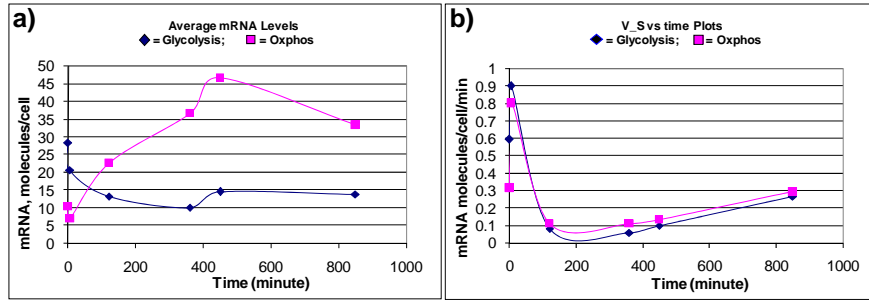 a)
Average mRNA Levels
= Glycolysis; = Oxphos
mRNA, molecules/cell
50
45
40
35
30
25
20
15
10
5
0
0 200 400 600 800 1000
Time (minute)
b)
V_S vs time Plots
= Glycolysis; = Oxphos
mRNA molecules/cell/min
1
0.9
0.8
0.7
0.6
0.5
0.4
0.3
0.2
0.1
0
0 200 400 600 800 1000
Time (minute)